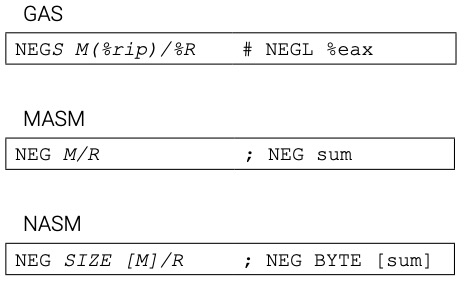 GAS
NEGS M(%rip)/%R # NEGL %eax
MASM
NEG M/R ; NEG sum
NASM
NEG SIZE [M]/R ; NEG BYTE [sum]